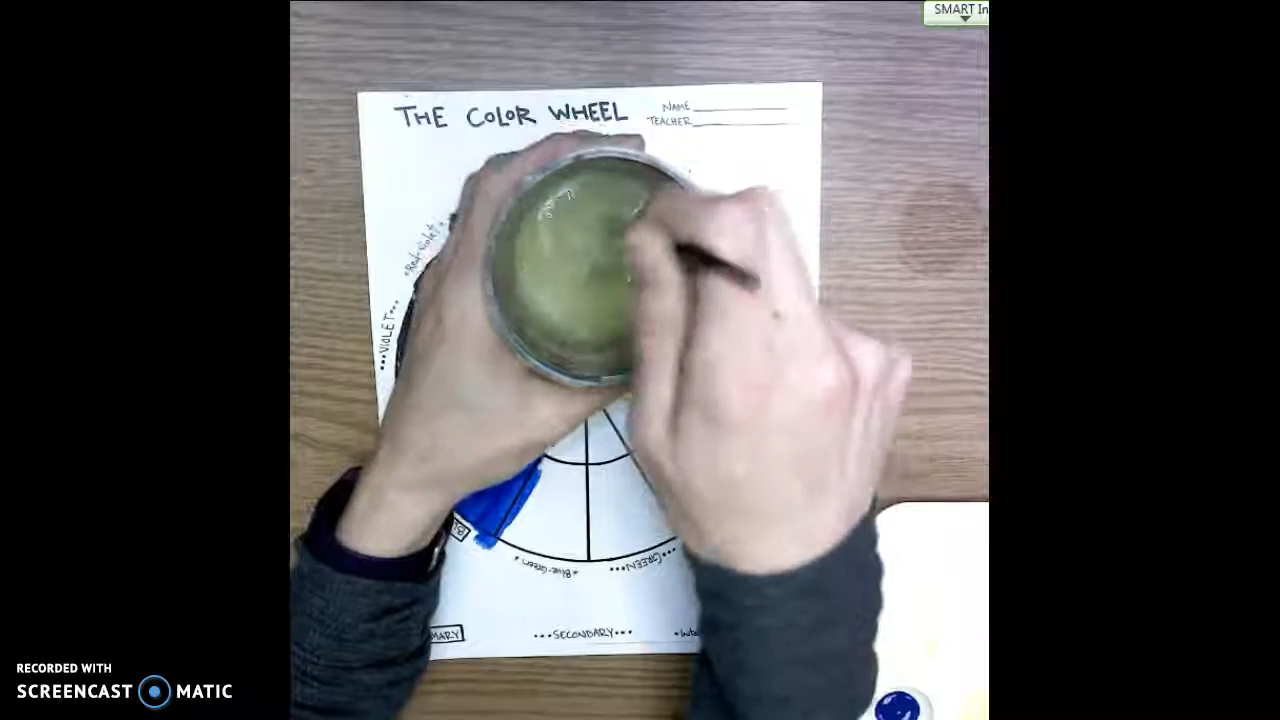 SMART In
THE COLOR WHEEL
NAME
TEACHER
*Red-Violet*
•••VIOLET•••
•••GREEN•••
*Blue-Green*
MARY
•••SECONDARY•••
RECORDED WITH
SCREENCAST MATIC